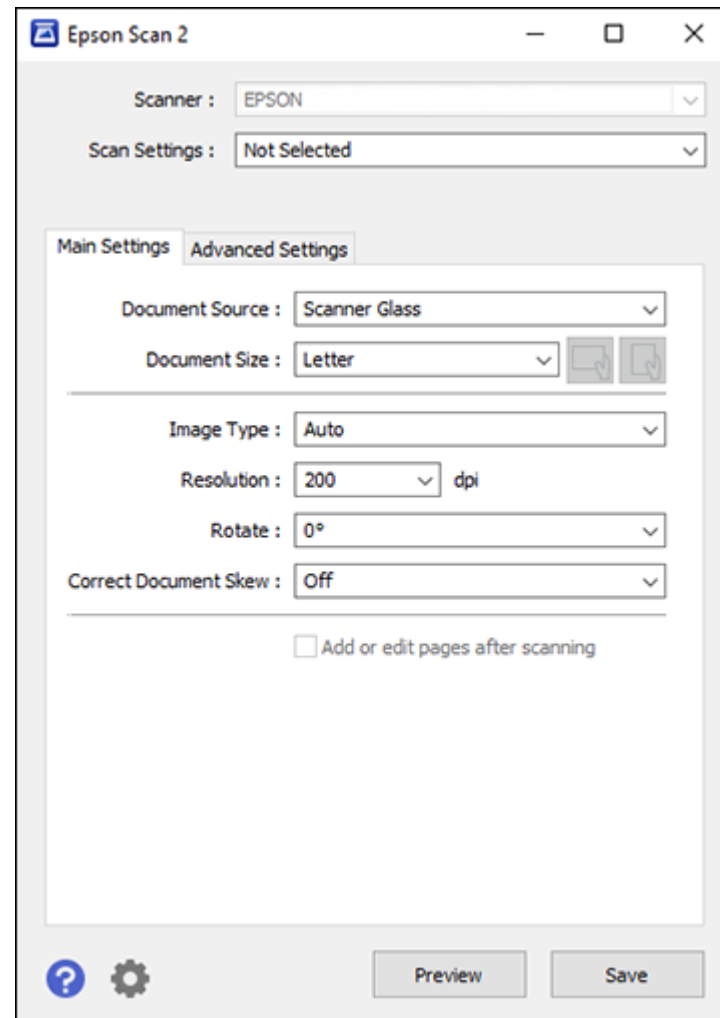 Epson Scan 2
Scanner : EPSON
Scan Settings : Not Selected
Main Settings Advanced Settings
Document Source : Scanner Glass
Document Size : Letter
Image Type : Auto
Resolution : 200 dpi
Rotate : 0°
Correct Document Skew : Off
Add or edit pages after scanning
? Preview Save